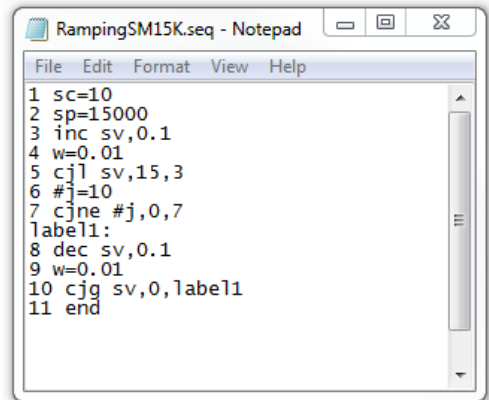 RampingSM15K.seq - Notepad
File Edit Format View Help
1 sc=10
2 sp=15000
3 inc sv,0.1
4 w=0.01
5 cjl sv,15,3
6 #j=10
7 cjne #j,0,7
label1:
8 dec sv,0.1
9 w=0.01
10 cjg sv,0,label1
11 end